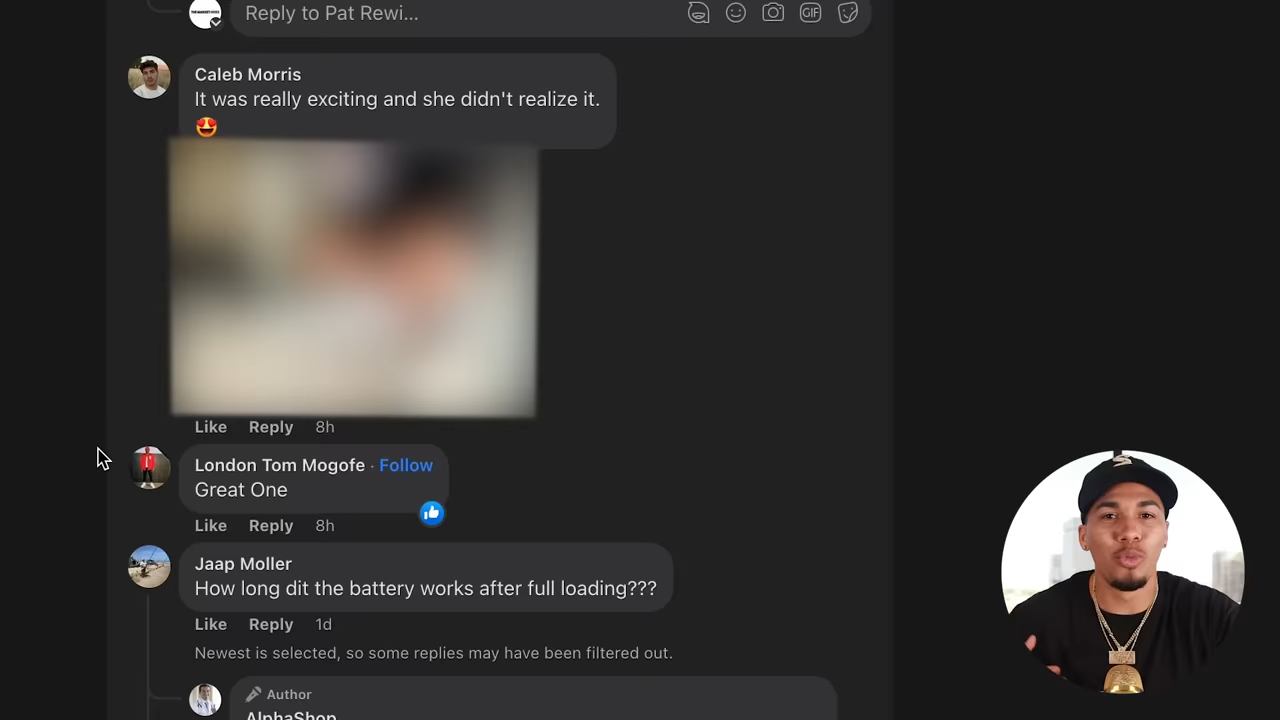 Reply to Pat Rewi...
GIF
Caleb Morris
It was really exciting and she didn't realize it.
Like Reply 8h
London Tom Mogofe · Follow
Great One
Like Reply 8h
Jaap Moller
How long dit the battery works after full loading???
Like Reply 1d
Newest is selected, so some replies may have been filtered out.
Author
AlphaShop